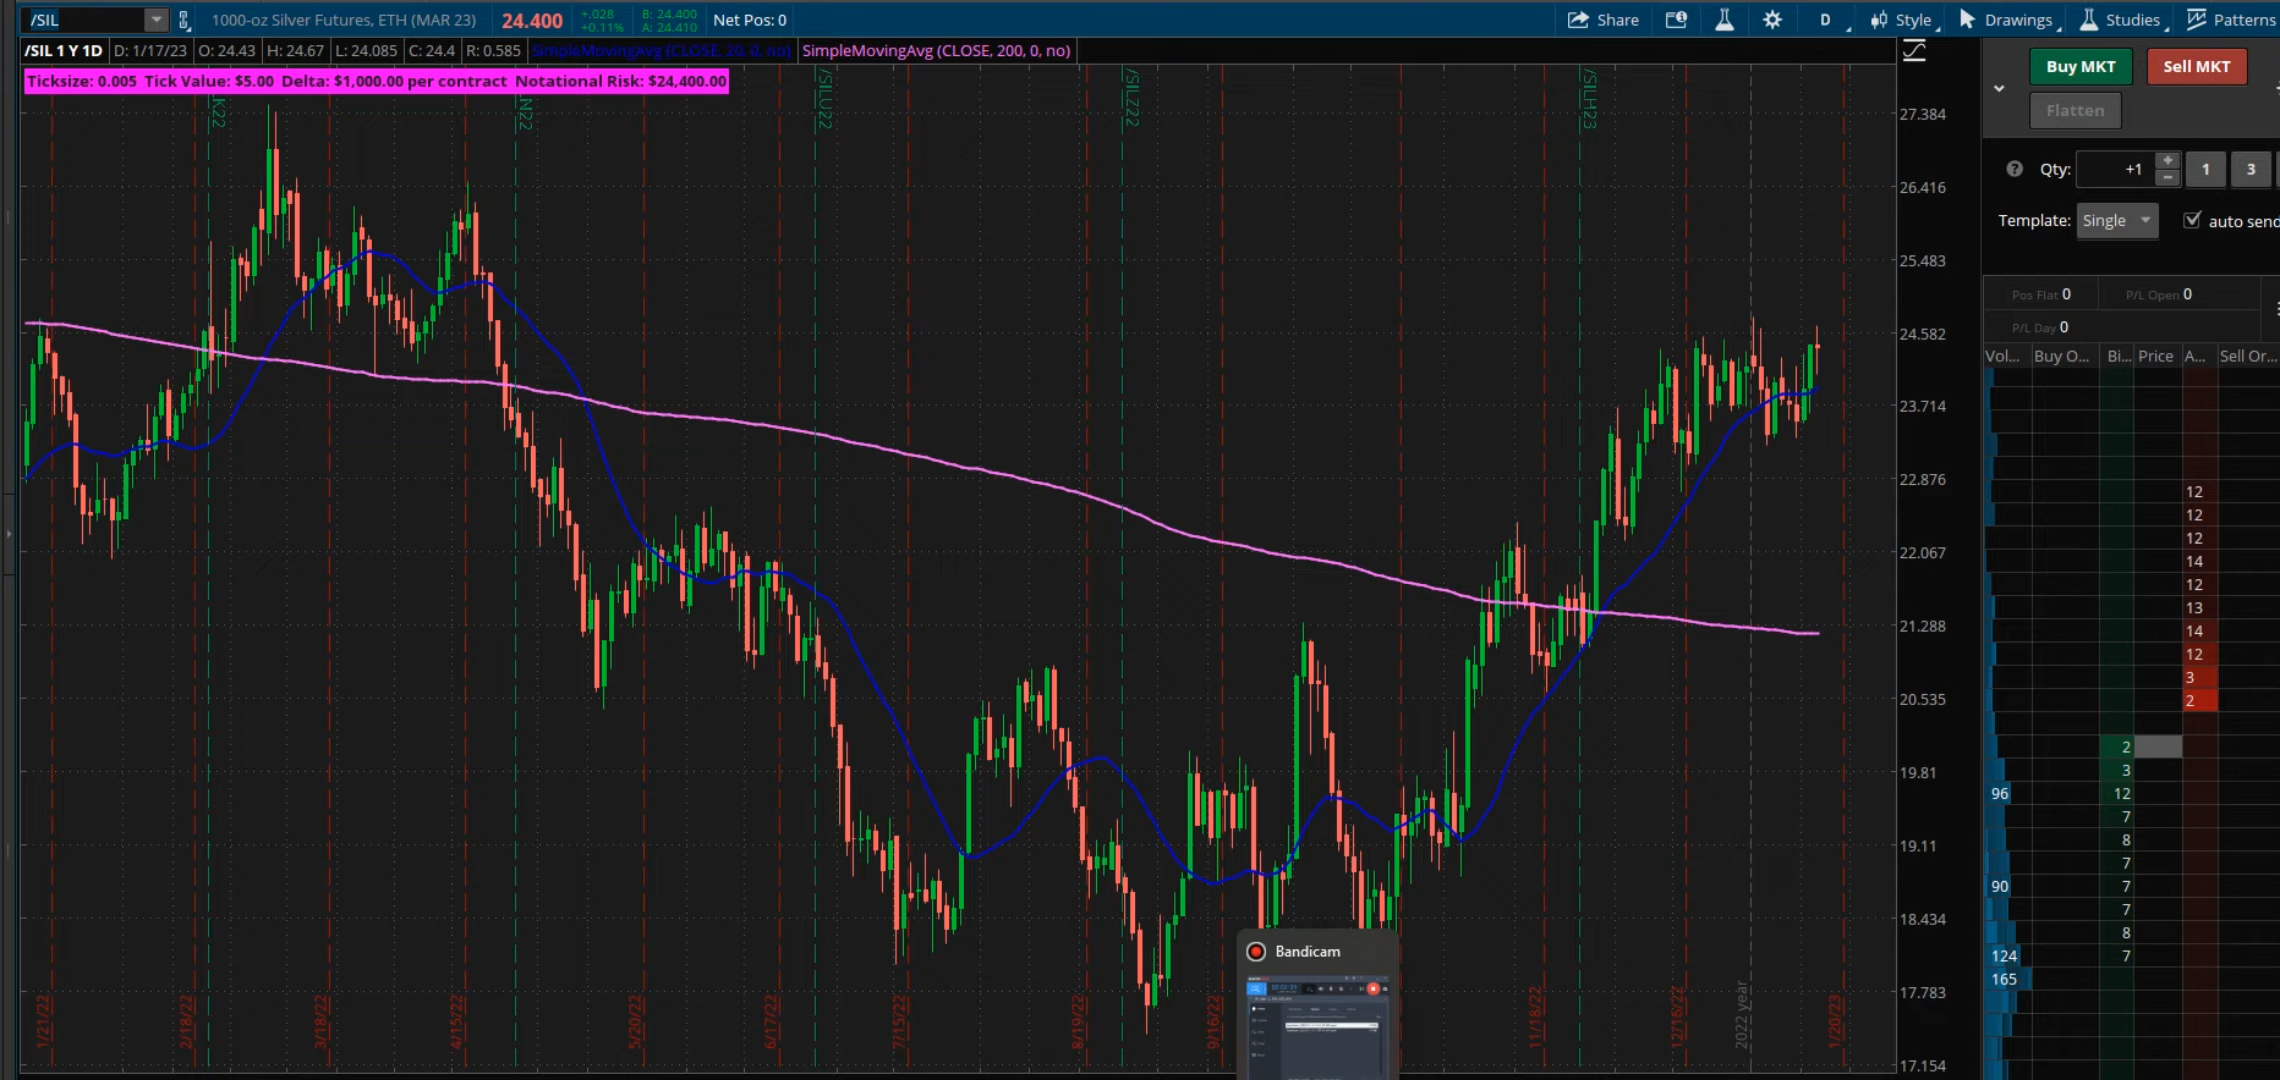 /SIL 1000-oz Silver Futures, ETH (MAR 23) 24.400 +.028 +0.11% B: 24.400 A: 24.410 Net Pos: 0 Share D Style Drawings Studies Patterns
/SIL 1 Y 1D D: 1/17/23 O: 24.43 H: 24.67 L: 24.085 C: 24.4 R: 0.585 SimpleMovingAvg (CLOSE, 20, 0, no) SimpleMovingAvg (CLOSE, 200, 0, no)
Ticksize: 0.005 Tick Value: $5.00 Delta: $1,000.00 per contract Notational Risk: $24,400.00
K22
N22
/SILU22
/SILZ22
/SILH23
27.384
26.416
25.483
24.582
23.714
22.876
22.067
21.288
20.535
19.81
19.11
18.434
17.783
17.154
1/21/22
2/18/22
3/18/22
4/15/22
5/20/22
6/17/22
7/15/22
8/19/22
9/16/22
11/18/22
12/16/22
2022 year
1/20/23
Bandicam
Buy MKT Sell MKT
Flatten
Qty: +1 1 3
Template: Single auto send
Pos Flat 0 P/L Open 0
P/L Day 0
Vol... Buy O... Bi... Price A... Sell Or...
12
12
12
14
12
13
14
12
3
2
2
3
96 12
7
8
7
90 7
7
8
124 7
165